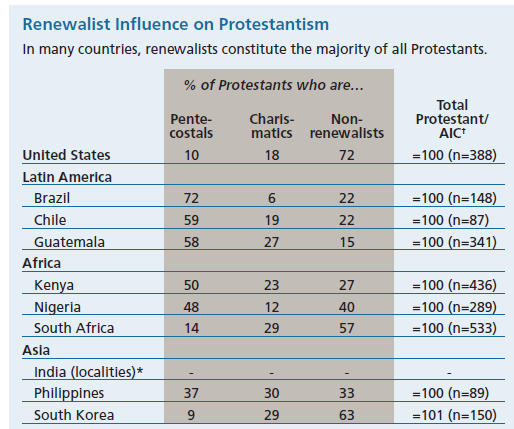 Renewalist Influence on Protestantism
In many countries, renewalists constitute the majority of all Protestants.
% of Protestants who are...
Pente-costals Charis-matics Non-renewalists Total Protestant/AIC†
United States 10 18 72 =100 (n=388)
Latin America
Brazil 72 6 22 =100 (n=148)
Chile 59 19 22 =100 (n=87)
Guatemala 58 27 15 =100 (n=341)
Africa
Kenya 50 23 27 =100 (n=436)
Nigeria 48 12 40 =100 (n=289)
South Africa 14 29 57 =100 (n=533)
Asia
India (localities)* - - - -
Philippines 37 30 33 =100 (n=89)
South Korea 9 29 63 =101 (n=150)